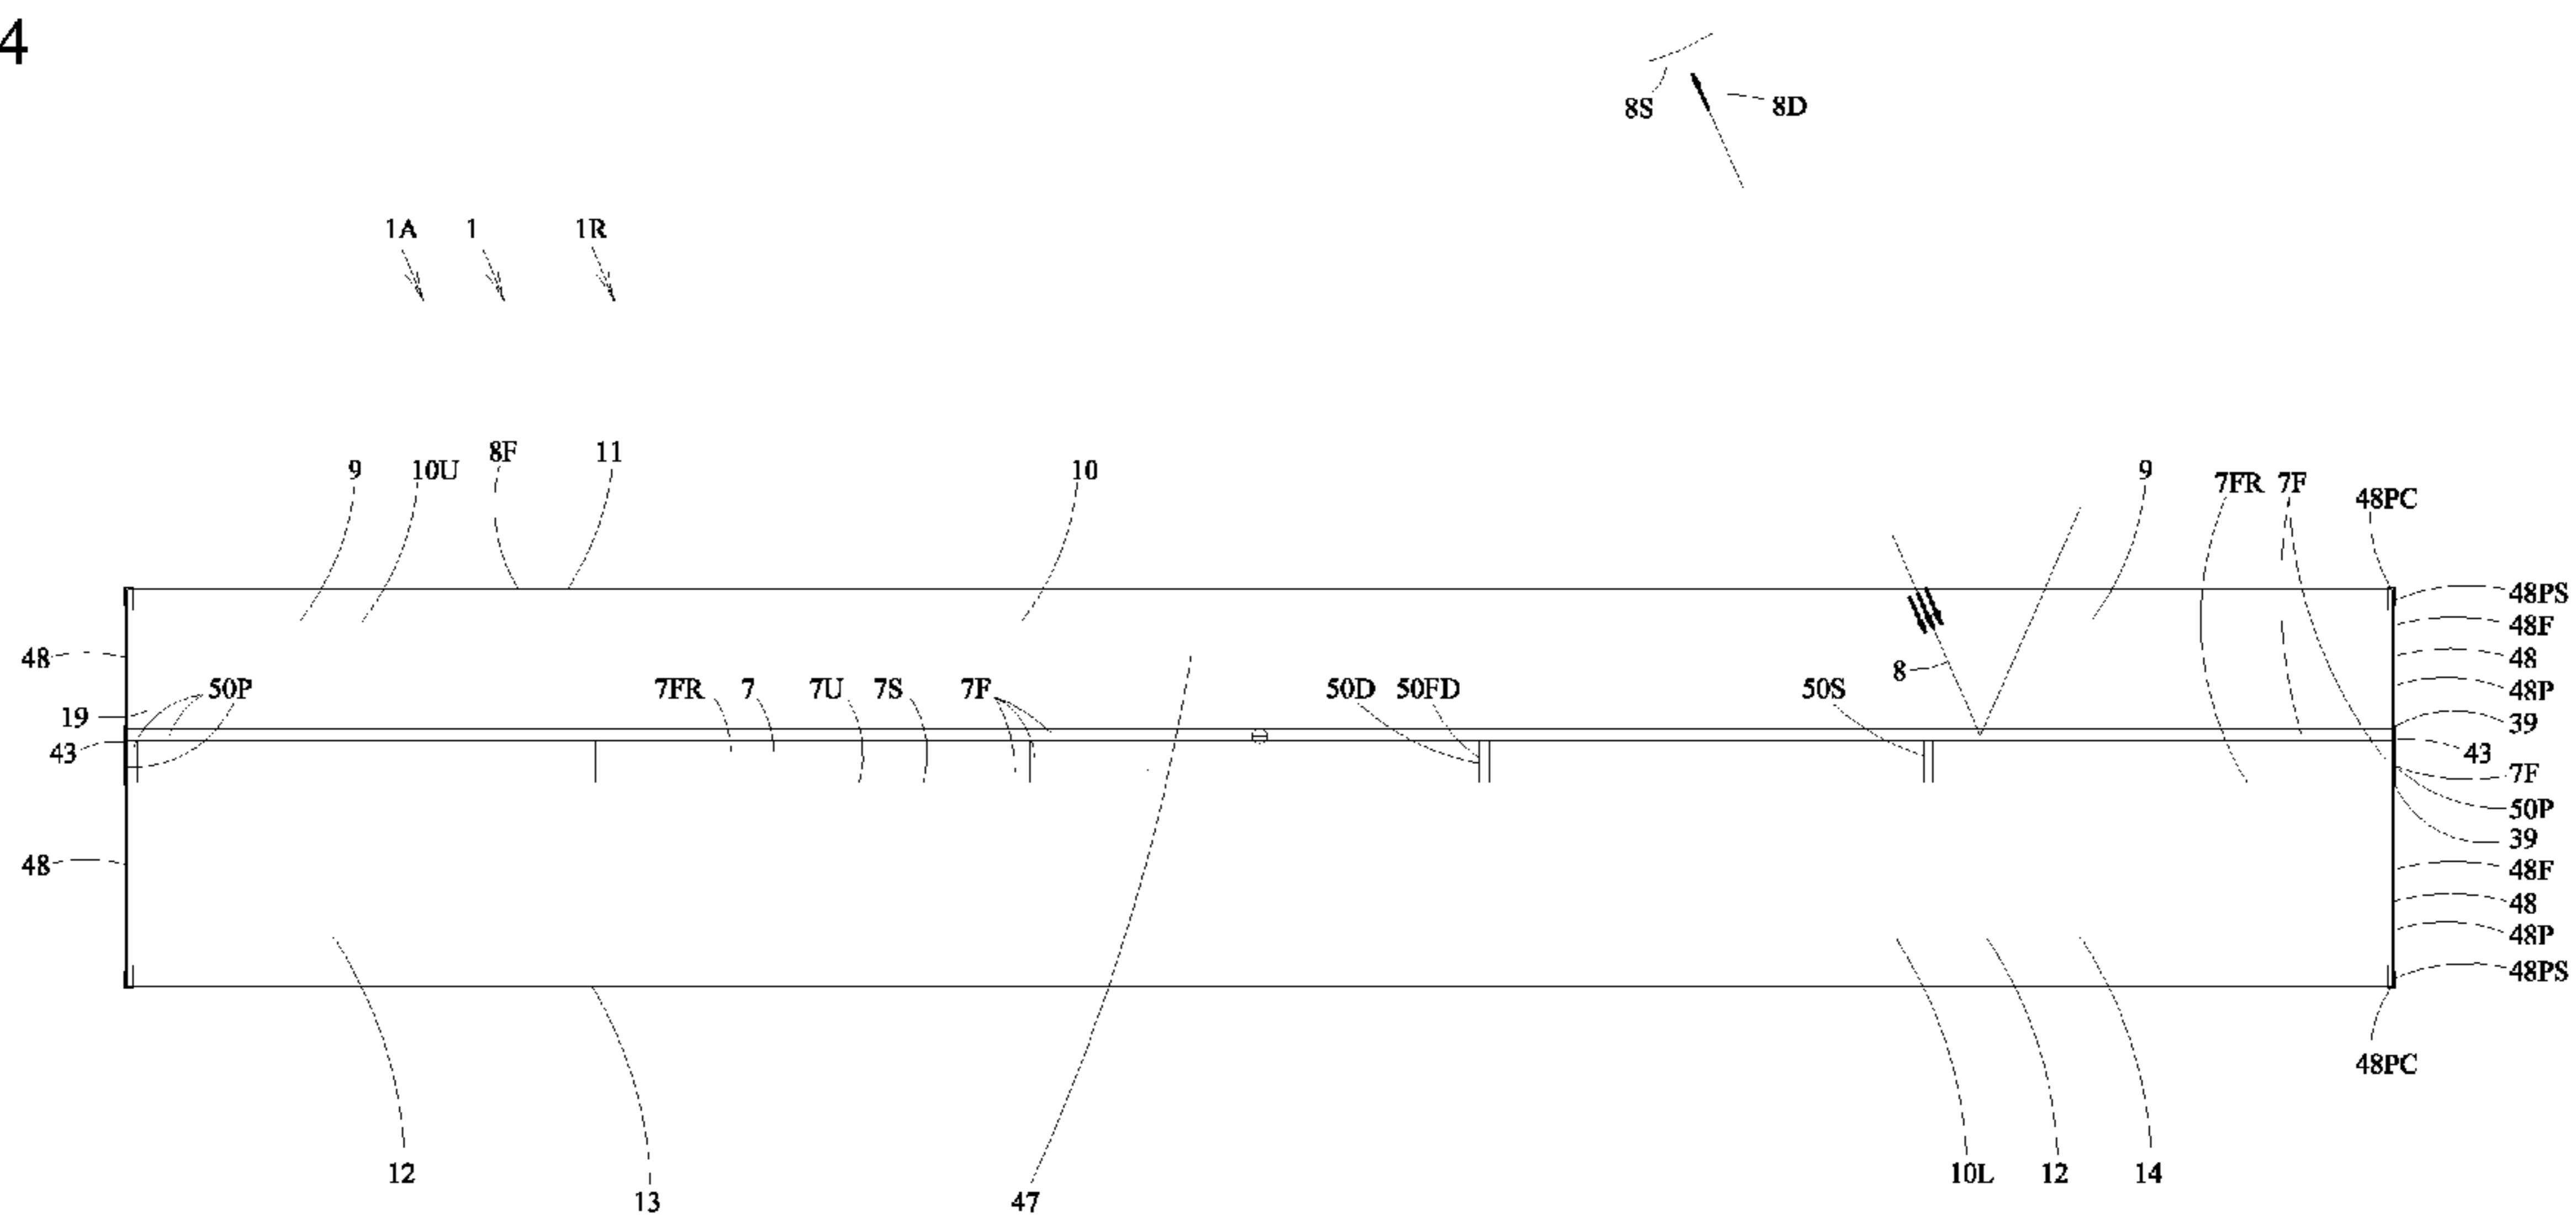 4
8S 8D
1A 1 1R
9 10U 8F 11 10 9 7FR 7F 48PC
48PS
48F
48 8 48
50P 7FR 7 7U 7S 7F 50D 50FD 50S 48P
19 39
43 43
7F
50P
39
48 48F
48
48P
48PS
48PC
12 13 47 10L 12 14